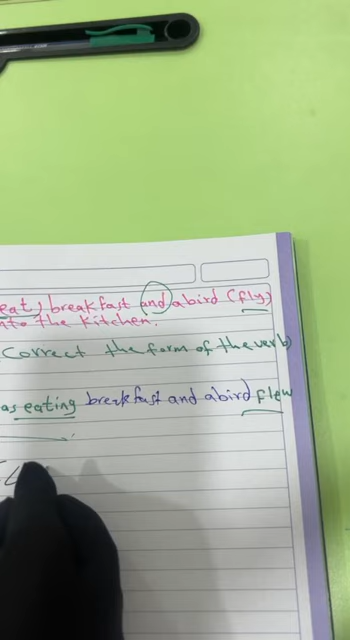 eat) breakfast and a bird (fly)
nto the kitchen.
Correct the form of the verb)
as eating breakfast and a bird flew